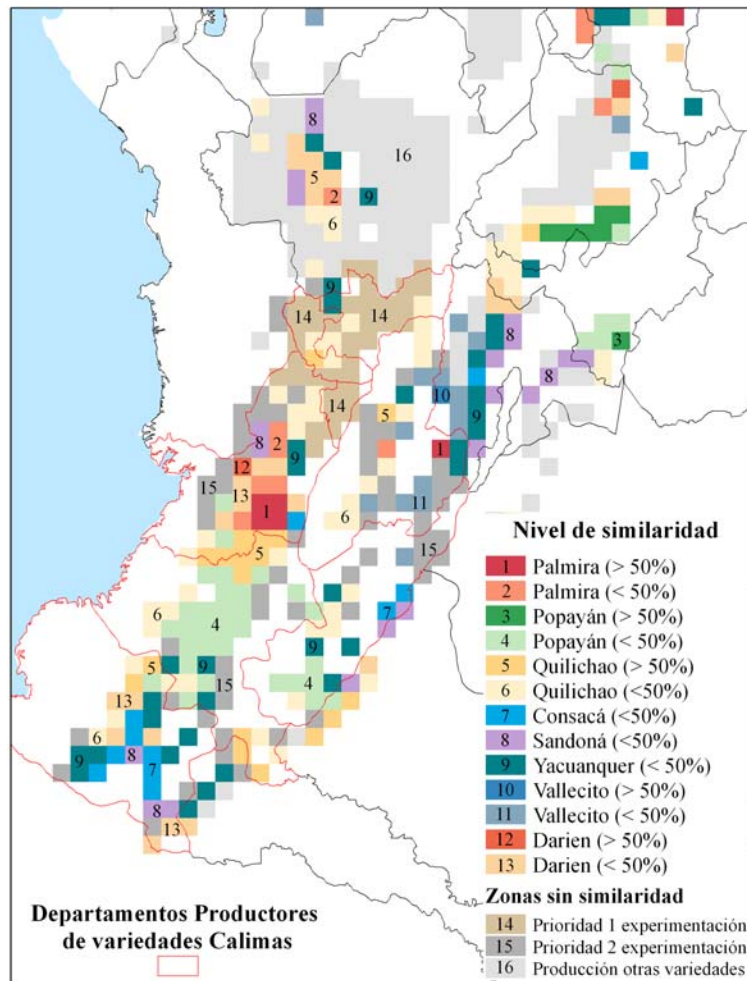 8
16
5
2 9
6
9
14 14
8
3
8
10 9
14
5
8 2
1
9
12
15 13
11
1 6
15
5
7
6
4
9
5 9
15 4
13
6
9 8
7
8
13
Nivel de similaridad
1 Palmira (> 50%)
2 Palmira (< 50%)
3 Popayán (> 50%)
4 Popayán (< 50%)
5 Quilichao (> 50%)
6 Quilichao (<50%)
7 Consacá (<50%)
8 Sandoná (<50%)
9 Yacuanquer (< 50%)
10 Vallecito (> 50%)
11 Vallecito (< 50%)
12 Darien (> 50%)
13 Darien (< 50%)
Zonas sin similaridad
14 Prioridad 1 experimentación
15 Prioridad 2 experimentación
16 Producción otras variedades
Departamentos Productores
de variedades Calimas